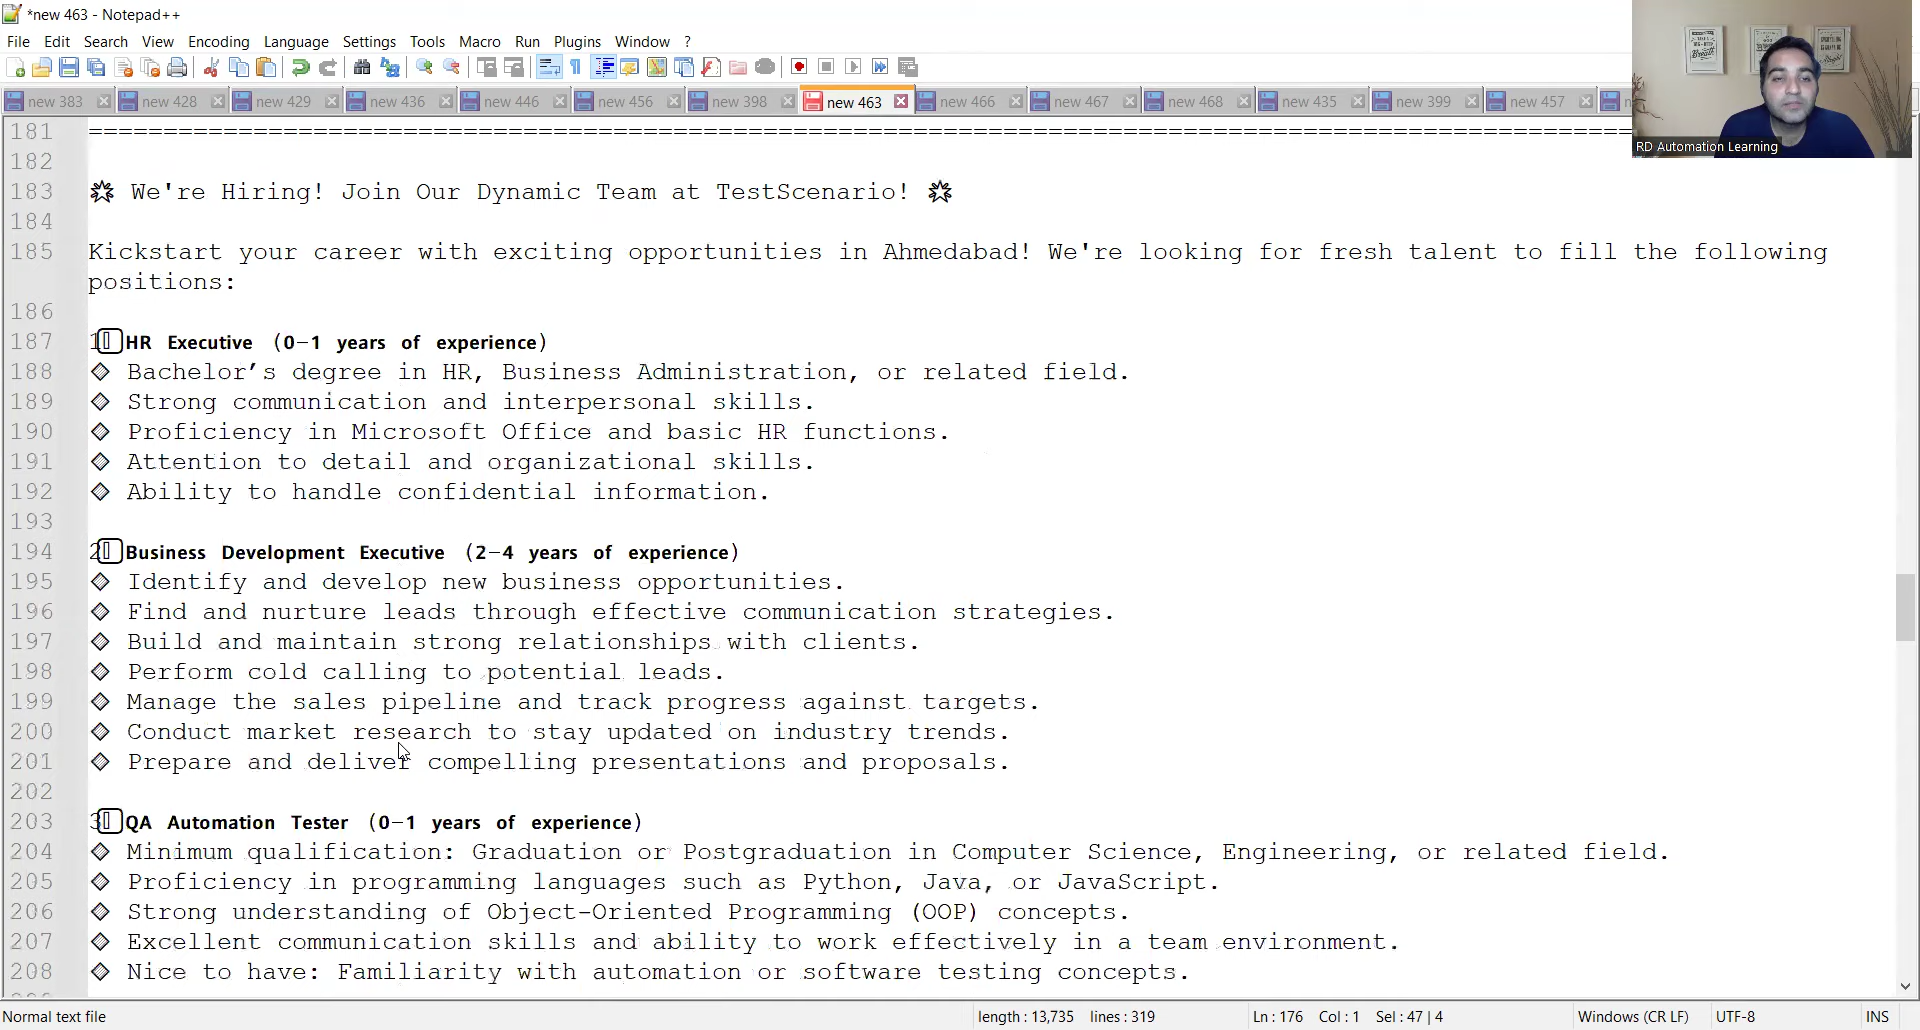 *new 463 - Notepad++
File Edit Search View Encoding Language Settings Tools Macro Run Plugins Window ?
new 383 new 428 new 429 new 436 new 446 new 456 new 398 new 463 new 466 new 467 new 468 new 435 new 399 new 457
RD Automation Learning
181 ================================================================================
182
183 We're Hiring! Join Our Dynamic Team at TestScenario!
184
185 Kickstart your career with exciting opportunities in Ahmedabad! We're looking for fresh talent to fill the following
positions:
186
187 1 HR Executive (0-1 years of experience)
188 Bachelor’s degree in HR, Business Administration, or related field.
189 Strong communication and interpersonal skills.
190 Proficiency in Microsoft Office and basic HR functions.
191 Attention to detail and organizational skills.
192 Ability to handle confidential information.
193
194 2 Business Development Executive (2-4 years of experience)
195 Identify and develop new business opportunities.
196 Find and nurture leads through effective communication strategies.
197 Build and maintain strong relationships with clients.
198 Perform cold calling to potential leads.
199 Manage the sales pipeline and track progress against targets.
200 Conduct market research to stay updated on industry trends.
201 Prepare and deliver compelling presentations and proposals.
202
203 3 QA Automation Tester (0-1 years of experience)
204 Minimum qualification: Graduation or Postgraduation in Computer Science, Engineering, or related field.
205 Proficiency in programming languages such as Python, Java, or JavaScript.
206 Strong understanding of Object-Oriented Programming (OOP) concepts.
207 Excellent communication skills and ability to work effectively in a team environment.
208 Nice to have: Familiarity with automation or software testing concepts.
Normal text file length : 13,735 lines : 319 Ln : 176 Col : 1 Sel : 47 | 4 Windows (CR LF) UTF-8 INS